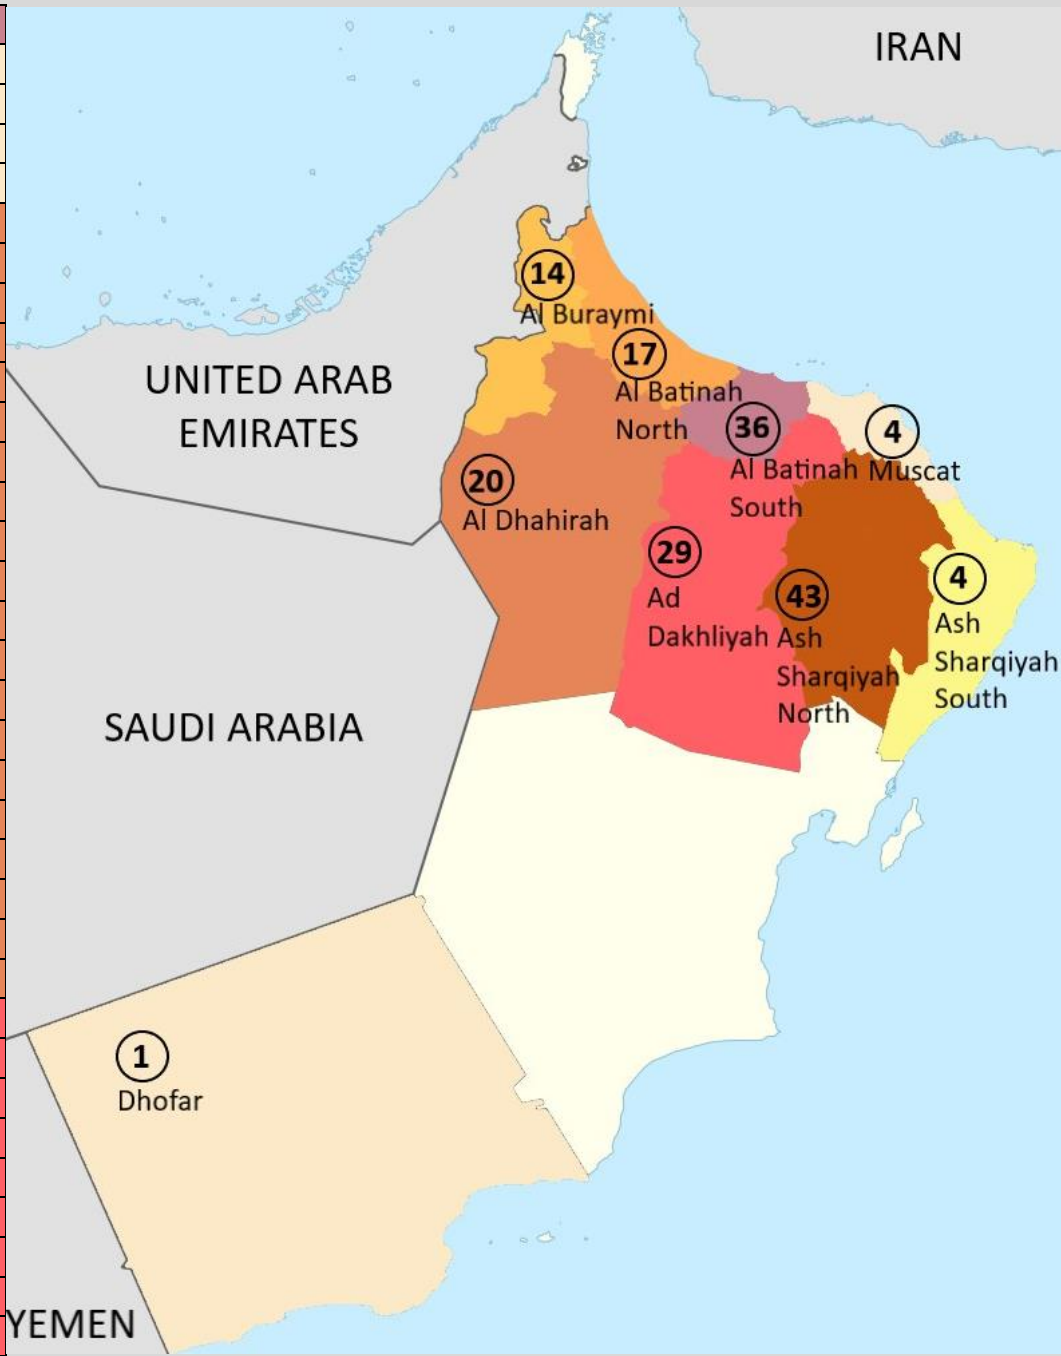 IRAN
14
Al Buraymi
17
UNITED ARAB
EMIRATES
Al Batinah
North
36
4
Al Batinah
South
Muscat
20
Al Dhahirah
29
Ad
Dakhliyah
43
Ash
Sharqiyah
North
4
Ash
Sharqiyah
South
SAUDI ARABIA
1
Dhofar
YEMEN